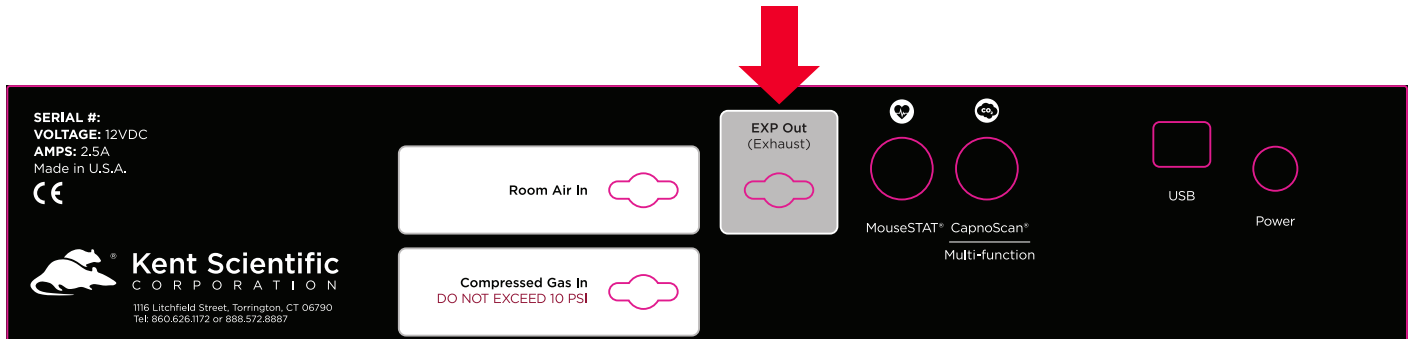 SERIAL #:
VOLTAGE: 12VDC
AMPS: 2.5A
Made in U.S.A.
CE
® Kent Scientific
CORPORATION
1116 Litchfield Street, Torrington, CT 06790
Tel: 860.626.1172 or 888.572.8887
Room Air In
Compressed Gas In
DO NOT EXCEED 10 PSI
EXP Out
(Exhaust)
CO₂
MouseSTAT® CapnoScan®
Multi-function
USB
Power